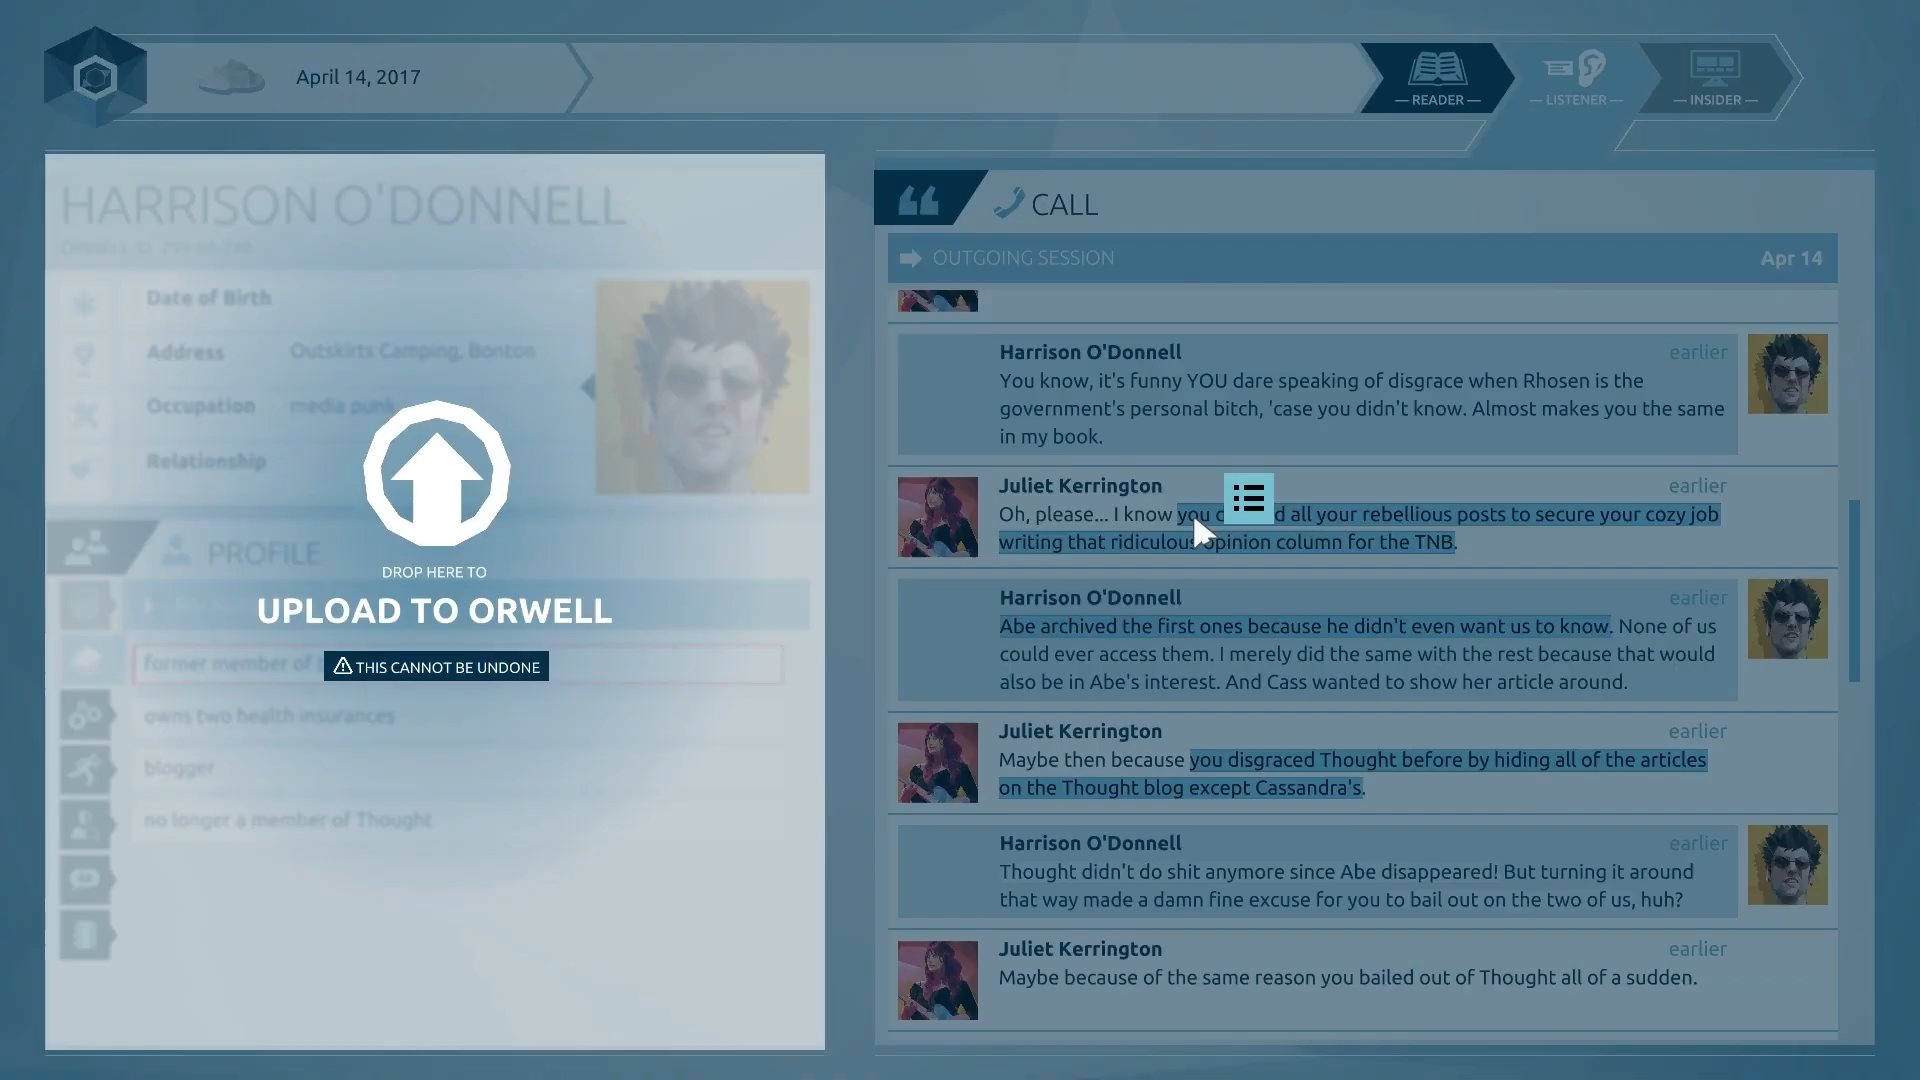 April 14, 2017
READER
LISTENER
INSIDER
HARRISON O'DONNELL
Date of Birth
Address Outskirts Camping, Bonton
Occupation media punk
Relationship
PROFILE
DROP HERE TO
UPLOAD TO ORWELL
THIS CANNOT BE UNDONE
former member of
owns two health insurances
blogger
no longer a member of Thought
CALL
OUTGOING SESSION Apr 14
Harrison O'Donnell earlier
You know, it's funny YOU dare speaking of disgrace when Rhosen is the
government's personal bitch, 'case you didn't know. Almost makes you the same
in my book.
Juliet Kerrington earlier
Oh, please... I know you all your rebellious posts to secure your cozy job
writing that ridiculous opinion column for the TNB.
Harrison O'Donnell earlier
Abe archived the first ones because he didn't even want us to know. None of us
could ever access them. I merely did the same with the rest because that would
also be in Abe's interest. And Cass wanted to show her article around.
Juliet Kerrington earlier
Maybe then because you disgraced Thought before by hiding all of the articles
on the Thought blog except Cassandra's.
Harrison O'Donnell earlier
Thought didn't do shit anymore since Abe disappeared! But turning it around
that way made a damn fine excuse for you to bail out on the two of us, huh?
Juliet Kerrington earlier
Maybe because of the same reason you bailed out of Thought all of a sudden.